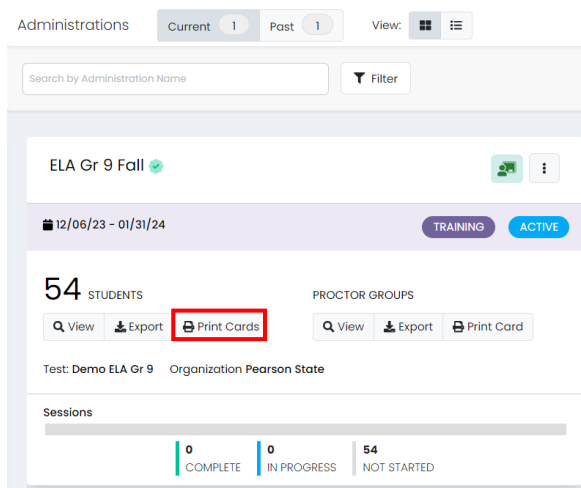 Administrations Current 1 Past 1 View:
Search by Administration Name Filter
ELA Gr 9 Fall
12/06/23 - 01/31/24 TRAINING ACTIVE
54 STUDENTS PROCTOR GROUPS
View Export Print Cards View Export Print Card
Test: Demo ELA Gr 9 Organization Pearson State
Sessions
0 0 54
COMPLETE IN PROGRESS NOT STARTED